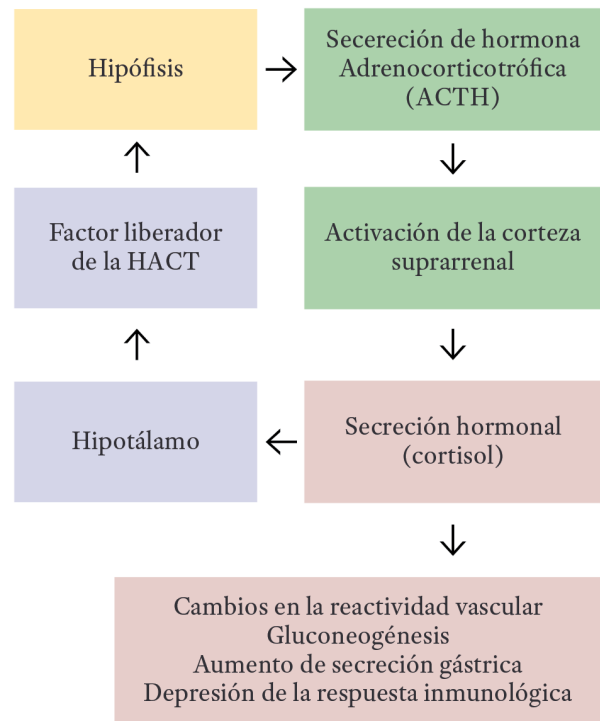 Hipófisis
Secereción de hormona
Adrenocorticotrófica
(ACTH)
Factor liberador
de la HACT
Activación de la corteza
suprarrenal
Hipotálamo
Secreción hormonal
(cortisol)
Cambios en la reactividad vascular
Gluconeogénesis
Aumento de secreción gástrica
Depresión de la respuesta inmunológica